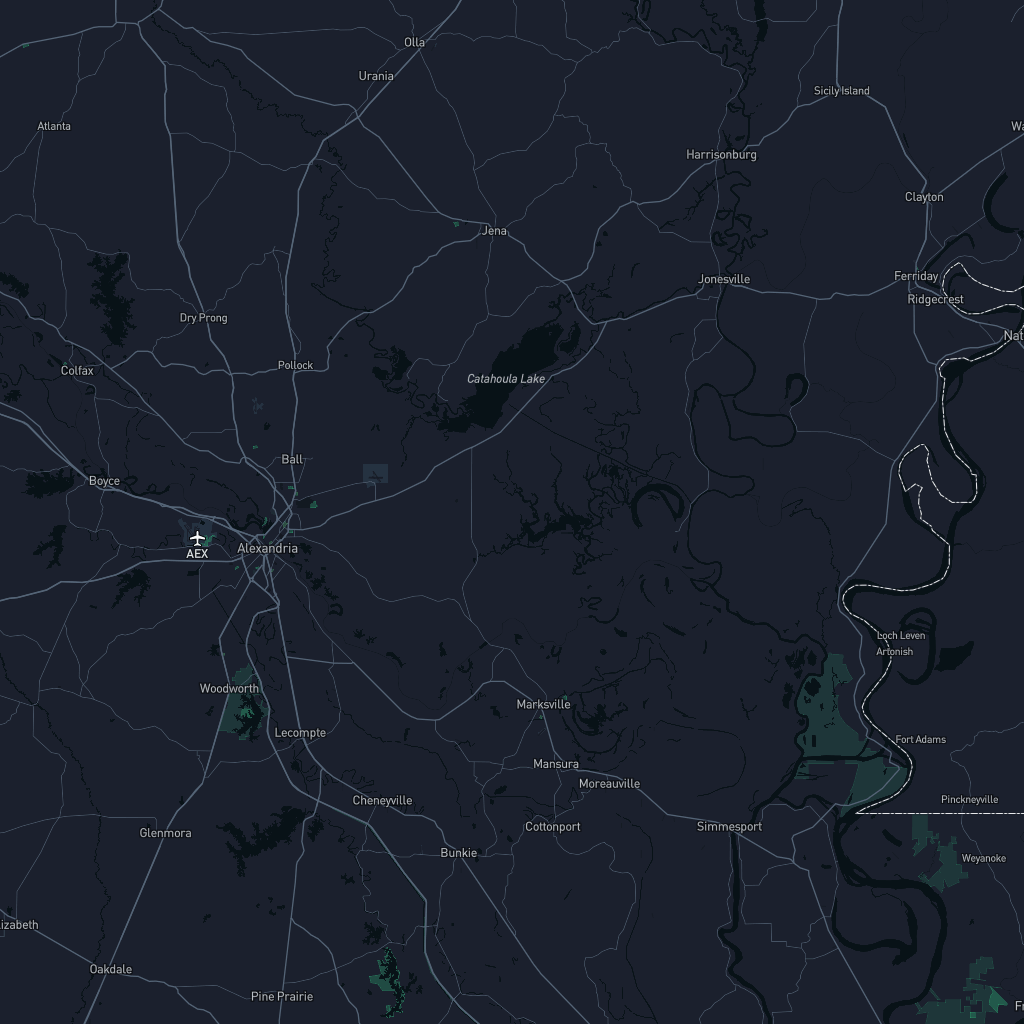 Olla
Urania
Sicily Island
Atlanta
Harrisonburg
Clayton
Jena
Ferriday
Jonesville
Ridgecrest
Dry Prong
Pollock
Colfax
Catahoula Lake
Ball
Boyce
Alexandria
AEX
Loch Leven
Artonish
Woodworth
Marksville
Lecompte
Fort Adams
Mansura
Moreauville
Cheneyville
Pinckneyville
Cottonport
Simmesport
Glenmora
Bunkie
Weyanoke
lizabeth
Oakdale
Pine Prairie